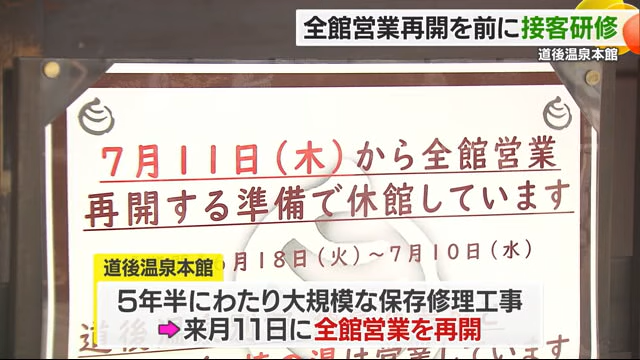 全館営業再開を前に接客研修
道後温泉本館
7月11日(木)から全館営業
再開する準備で休館しています
月18日(火)~7月10日(水)
道後温泉本館
5年半にわたり大規模な保存修理工事
➡来月11日に全館営業を再開